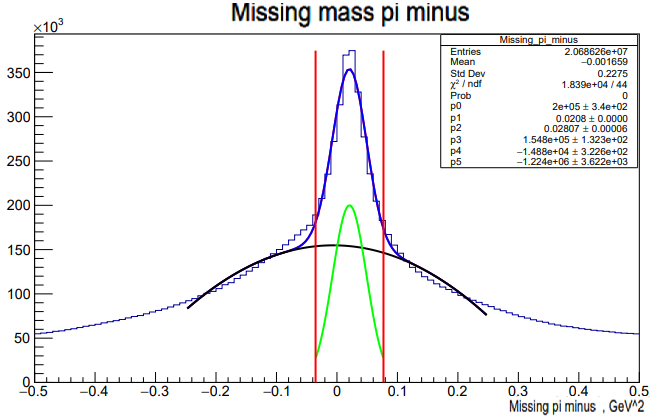 Missing mass pi minus
×10³
Missing_pi_minus
Entries 2.068626e+07
Mean −0.001659
Std Dev 0.2275
χ² / ndf 1.839e+04 / 44
Prob 0
p0 2e+05 ± 3.4e+02
p1 0.0208 ± 0.0000
p2 0.02807 ± 0.00006
p3 1.548e+05 ± 1.323e+02
p4 −1.488e+04 ± 3.226e+02
p5 −1.224e+06 ± 3.622e+03
350
300
250
200
150
100
50
0
−0.5 −0.4 −0.3 −0.2 −0.1 0 0.1 0.2 0.3 0.4 0.5
Missing pi minus , GeV^2